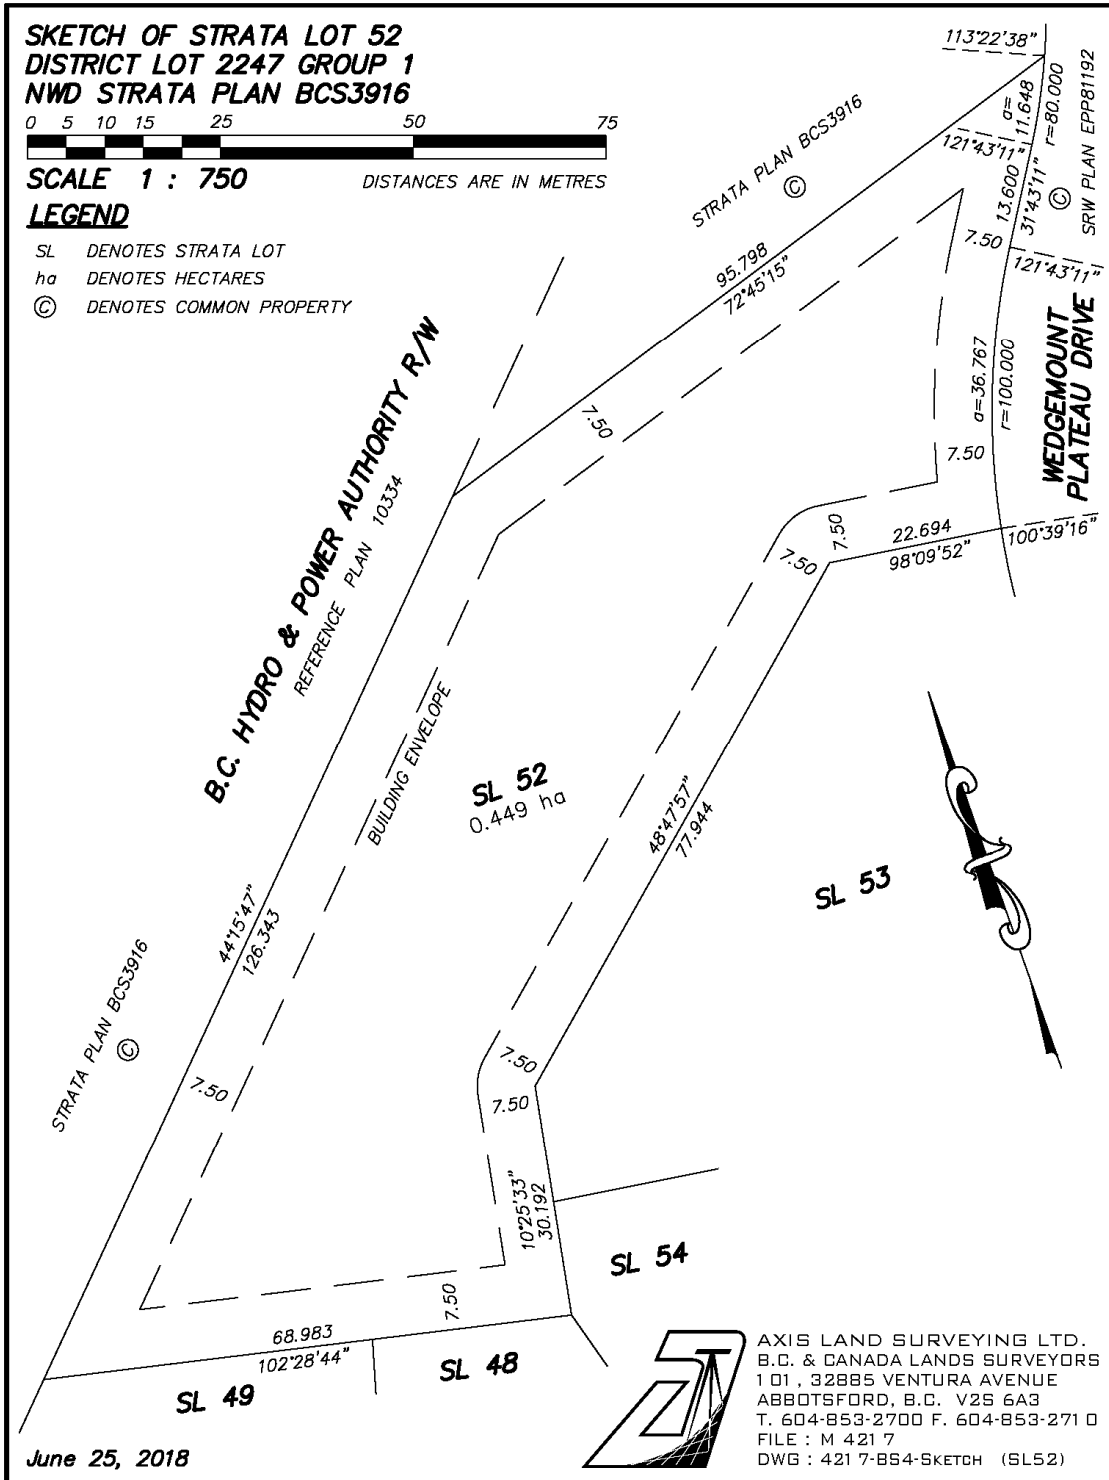 SKETCH OF STRATA LOT 52
DISTRICT LOT 2247 GROUP 1
NWD STRATA PLAN BCS3916
0 5 10 15 25 50 75
SCALE 1 : 750 DISTANCES ARE IN METRES
LEGEND
SL DENOTES STRATA LOT
ha DENOTES HECTARES
Ⓒ DENOTES COMMON PROPERTY
113°22'38"
a=
11.648
r=80.000
121°43'11"
13.600
31°43'11"
Ⓒ
SRW PLAN EPP81192
7.50
121°43'11"
STRATA PLAN BCS3916
Ⓒ
95.798
72°45'15"
7.50
WEDGEMOUNT
PLATEAU DRIVE
a=36.767
r=100.000
7.50
B.C. HYDRO & POWER AUTHORITY R/W
REFERENCE PLAN 10334
7.50
7.50
22.694
98°09'52"
100°39'16"
BUILDING ENVELOPE
SL 52
0.449 ha
48°47'57"
77.944
SL 53
44°15'47"
126.343
STRATA PLAN BCS3916
Ⓒ
7.50
7.50
7.50
10°25'33"
30.192
SL 54
7.50
68.983
102°28'44"
SL 49
SL 48
June 25, 2018
AXIS LAND SURVEYING LTD.
B.C. & CANADA LANDS SURVEYORS
101, 32885 VENTURA AVENUE
ABBOTSFORD, B.C. V2S 6A3
T. 604-853-2700 F. 604-853-2710
FILE : M 4217
DWG : 4217-BS4-SKETCH (SL52)